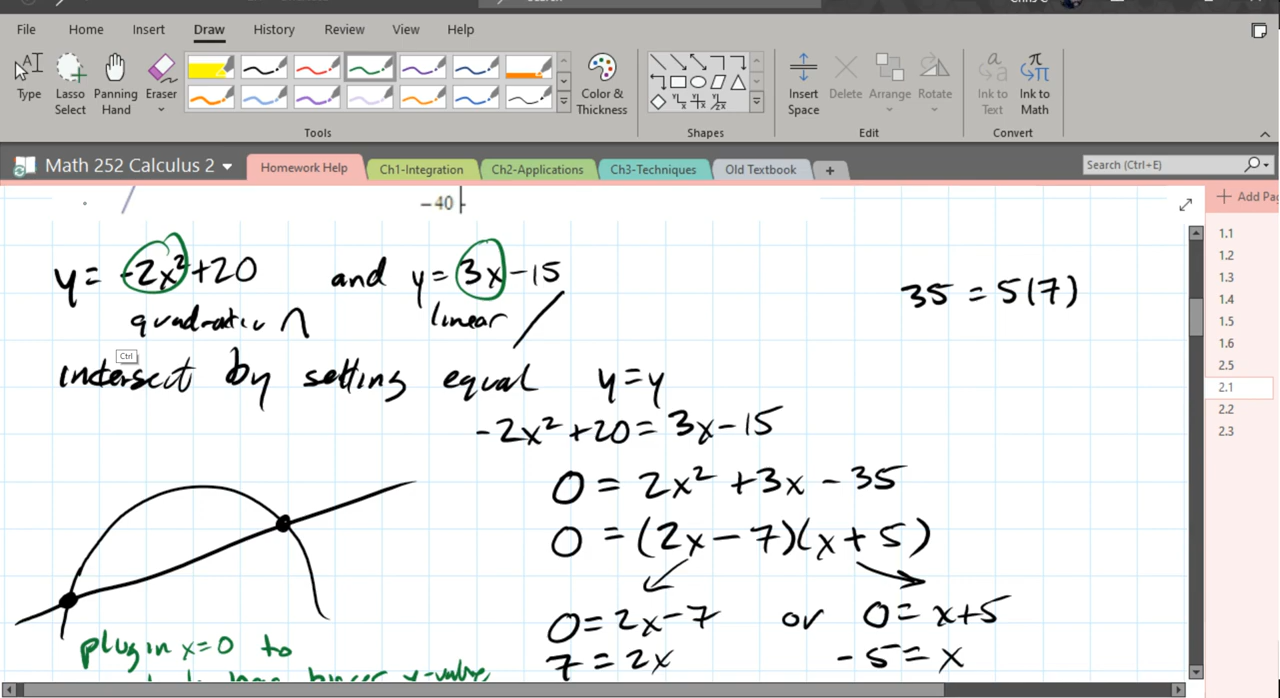 File Home Insert Draw History Review View Help
Type Lasso Select Panning Hand Eraser Color & Thickness Insert Space Delete Arrange Rotate Ink to Text Ink to Math
Tools Shapes Edit Convert
Math 252 Calculus 2 Homework Help Ch1-Integration Ch2-Applications Ch3-Techniques Old Textbook Search (Ctrl+E)
Add Pag
1.1
1.2
1.3
1.4
1.5
1.6
2.5
2.1
2.2
2.3
-40
y = -2x²+20 and y = 3x-15
quadratic linear
35 = 5(7)
Ctrl
intersect by setting equal y=y
-2x²+20=3x-15
0 = 2x²+3x-35
0 = (2x-7)(x+5)
0=2x-7 or 0=x+5
7=2x -5=x
plug in x=0 to